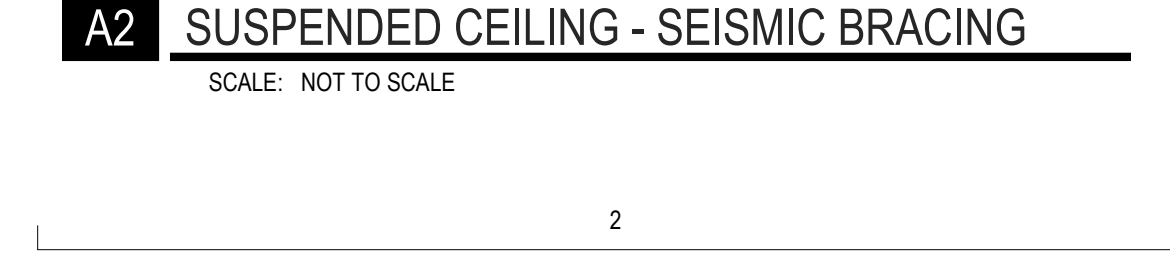 A2 SUSPENDED CEILING - SEISMIC BRACING
SCALE: NOT TO SCALE
2